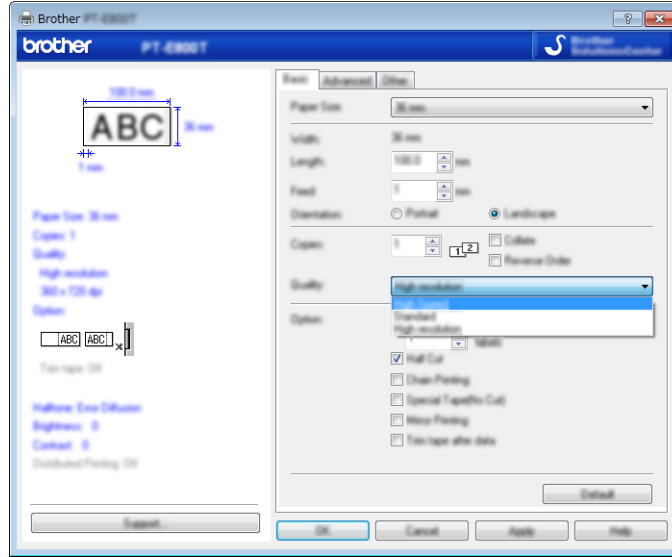 Brother PT-E800T
brother PT-E800T
Brother
SolutionsCenter
100.0 mm
ABC
36 mm
1 mm
Paper Size: 36 mm
Copies: 1
Quality:
High resolution
360 x 720 dpi
Option:
ABC ABC
Trim tape: Off
Halftone: Error Diffusion
Brightness: 0
Contrast: 0
Distributed Printing: Off
Support...
Basic Advanced Other
Paper Size: 36 mm
Width: 36 mm
Length: 100.0 mm
Feed: 1 mm
Orientation: Portrait Landscape
Copies: 1 1 2 Collate
Reverse Order
Quality: High resolution
High Speed
Standard
High resolution
Option:
1 labels
Half Cut
Chain Printing
Special Tape(No Cut)
Mirror Printing
Trim tape after data
Default
OK Cancel Apply Help